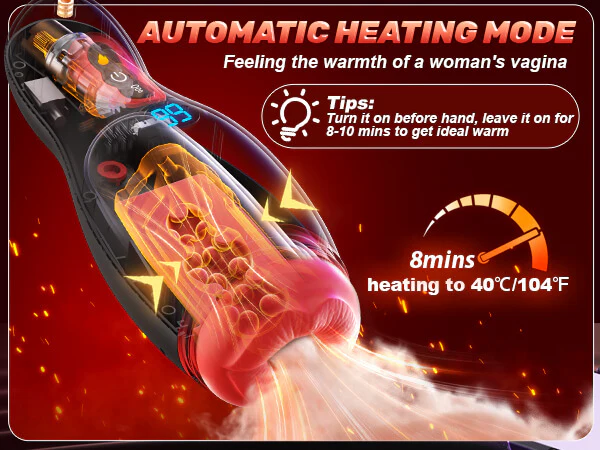 AUTOMATIC HEATING MODE
Feeling the warmth of a woman's vagina
Tips:
Turn it on before hand, leave it on for
8-10 mins to get ideal warm
8mins
heating to 40℃/104℉